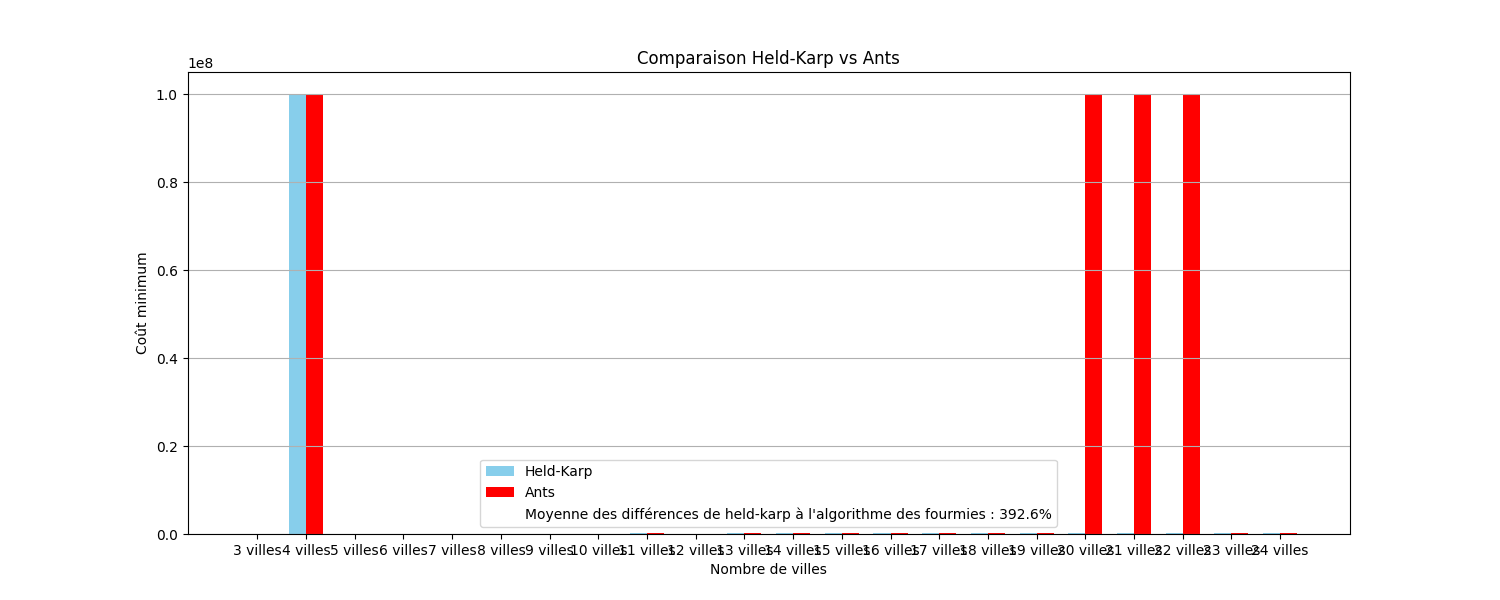 Comparaison Held-Karp vs Ants
1e8
1.0
0.8
0.6
0.4
0.2
0.0
Coût minimum
Held-Karp
Ants
Moyenne des différences de held-karp à l'algorithme des fourmies : 392.6%
3 villes 4 villes 5 villes 6 villes 7 villes 8 villes 9 villes 10 villes 11 villes 12 villes 13 villes 14 villes 15 villes 16 villes 17 villes 18 villes 19 villes 20 villes 21 villes 22 villes 23 villes 24 villes
Nombre de villes